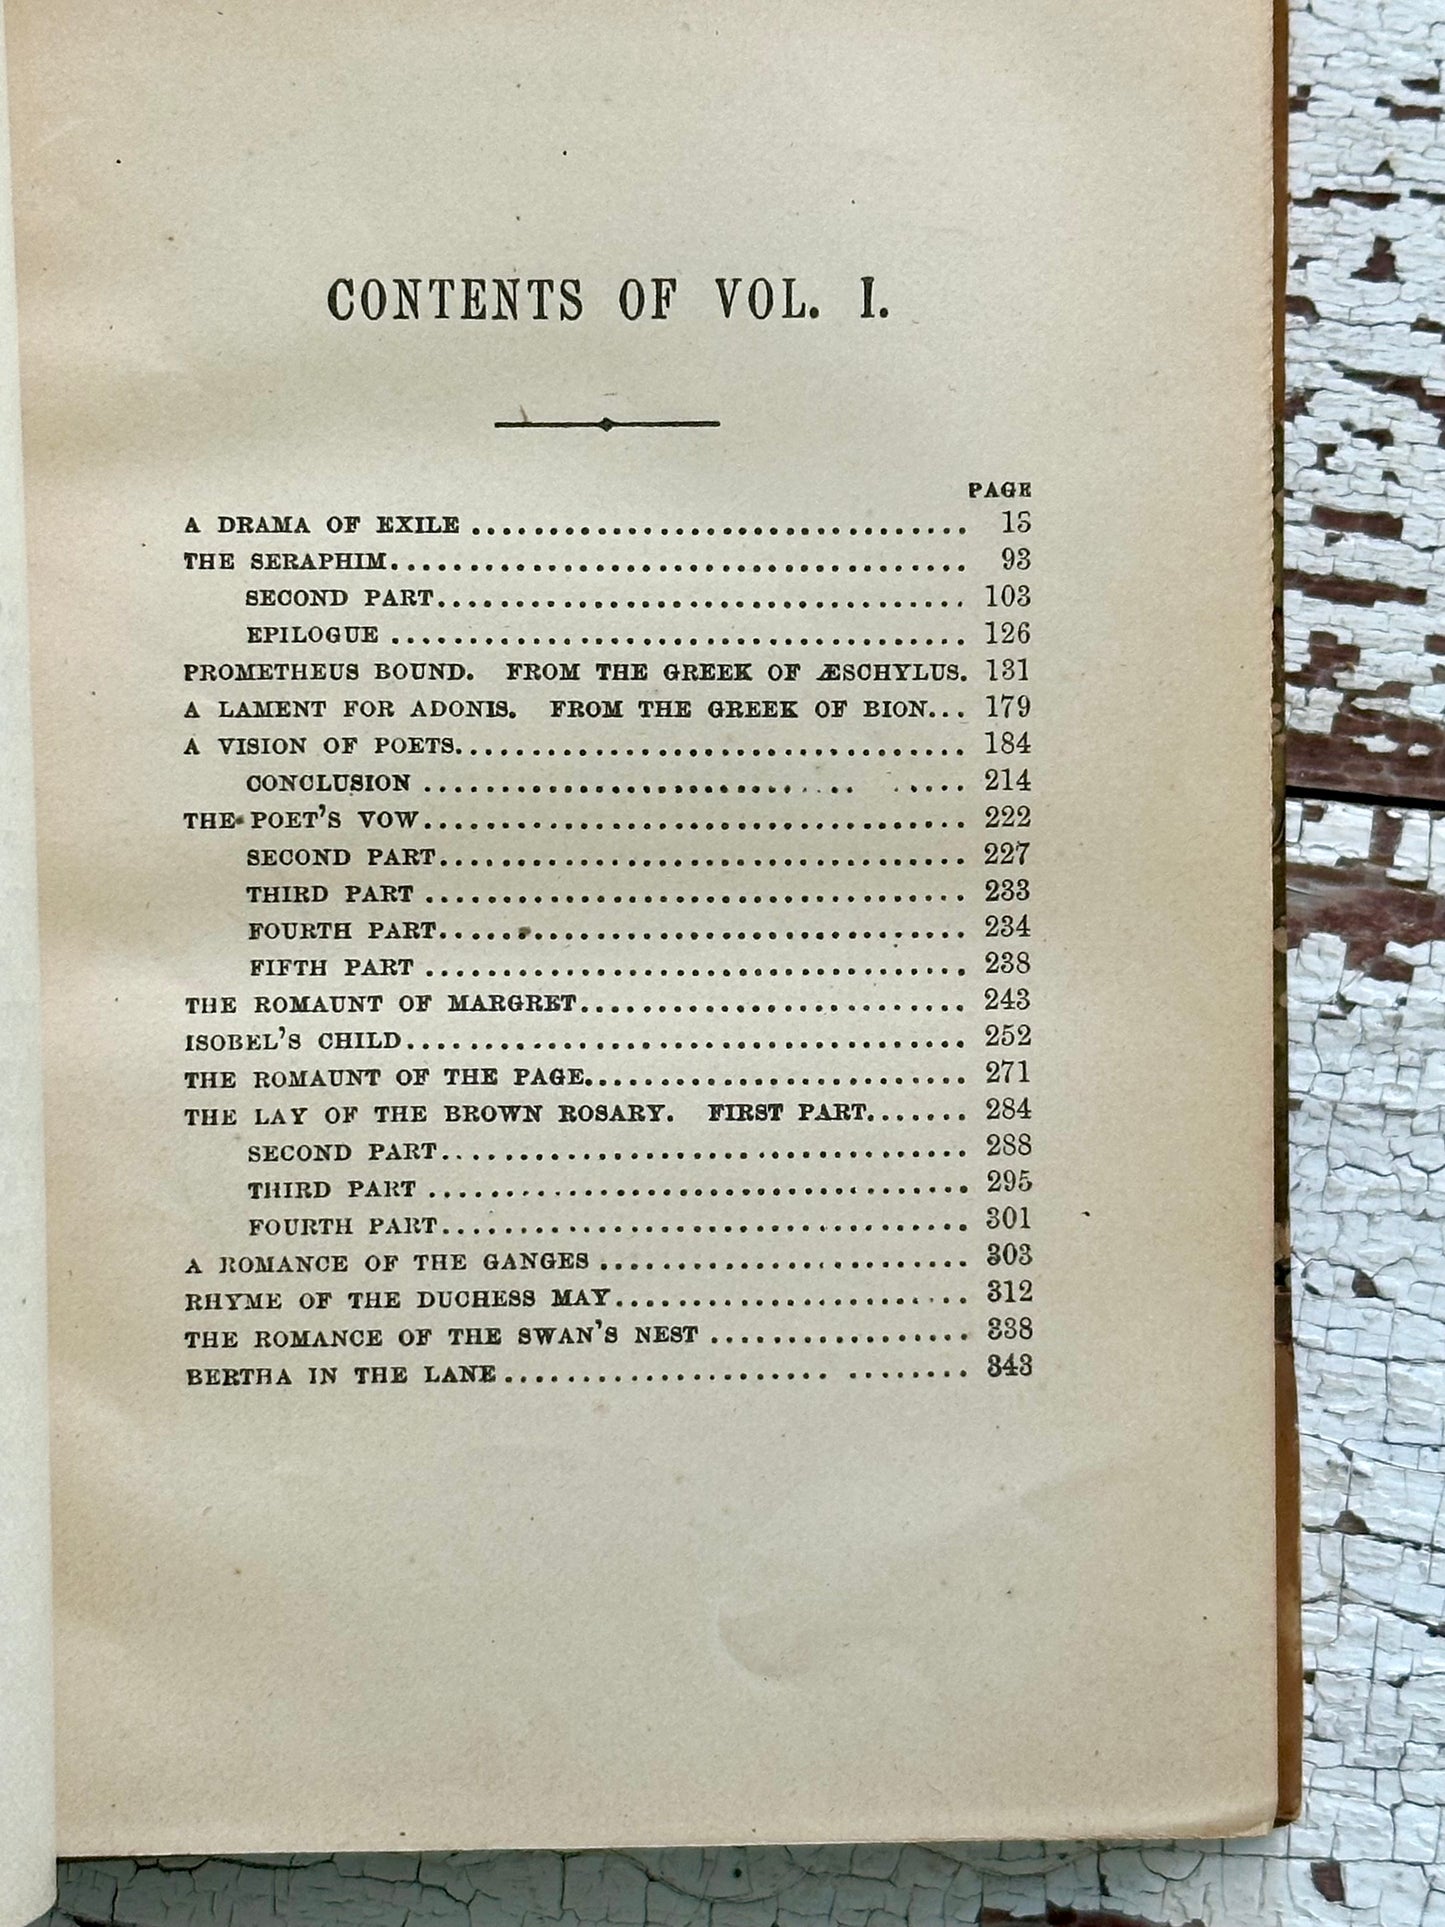 CONTENTS OF VOL. I.
PAGE
A DRAMA OF EXILE ................................ 15
THE SERAPHIM..................................... 93
SECOND PART.................................. 103
EPILOGUE ..................................... 126
PROMETHEUS BOUND. FROM THE GREEK OF ÆSCHYLUS. 131
A LAMENT FOR ADONIS. FROM THE GREEK OF BION... 179
A VISION OF POETS................................. 184
CONCLUSION ............................ ..... 214
THE POET'S VOW................................... 222
SECOND PART.................................. 227
THIRD PART ................................... 233
FOURTH PART.................................. 234
FIFTH PART ................................... 238
THE ROMAUNT OF MARGRET......................... 243
ISOBEL'S CHILD.................................... 252
THE ROMAUNT OF THE PAGE......................... 271
THE LAY OF THE BROWN ROSARY. FIRST PART....... 284
SECOND PART.................................. 288
THIRD PART ................................... 295
FOURTH PART.................................. 301
A ROMANCE OF THE GANGES ........................ 303
RHYME OF THE DUCHESS MAY....................... 312
THE ROMANCE OF THE SWAN'S NEST ................. 338
BERTHA IN THE LANE..................... ........ 343